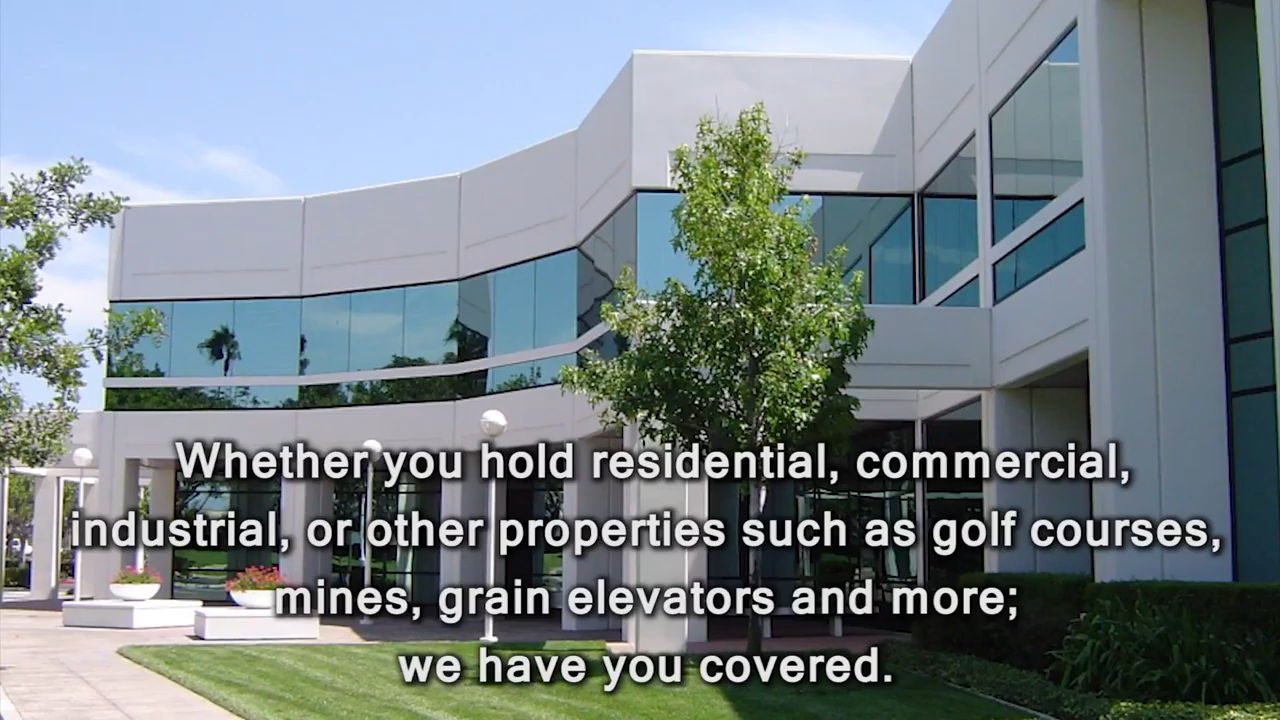 Whether you hold residential, commercial,
industrial, or other properties such as golf courses,
mines, grain elevators and more;
we have you covered.